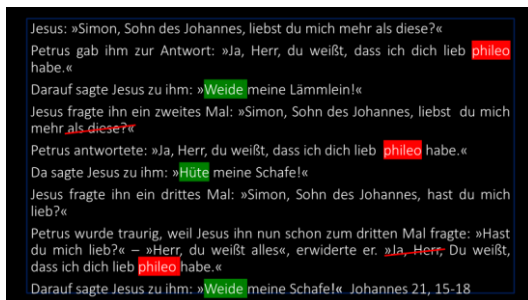 Jesus: »Simon, Sohn des Johannes, liebst du mich mehr als diese?«
Petrus gab ihm zur Antwort: »Ja, Herr, du weißt, dass ich dich lieb phileo
habe.«
Darauf sagte Jesus zu ihm: »Weide meine Lämmlein!«
Jesus fragte ihn ein zweites Mal: »Simon, Sohn des Johannes, liebst du mich
mehr als diese?«
Petrus antwortete: »Ja, Herr, du weißt, dass ich dich lieb phileo habe.«
Da sagte Jesus zu ihm: »Hüte meine Schafe!«
Jesus fragte ihn ein drittes Mal: »Simon, Sohn des Johannes, hast du mich
lieb?«
Petrus wurde traurig, weil Jesus ihn nun schon zum dritten Mal fragte: »Hast
du mich lieb?« – »Herr, du weißt alles«, erwiderte er. »Ja, Herr, Du weißt,
dass ich dich lieb phileo habe.«
Darauf sagte Jesus zu ihm: »Weide meine Schafe!« Johannes 21, 15-18